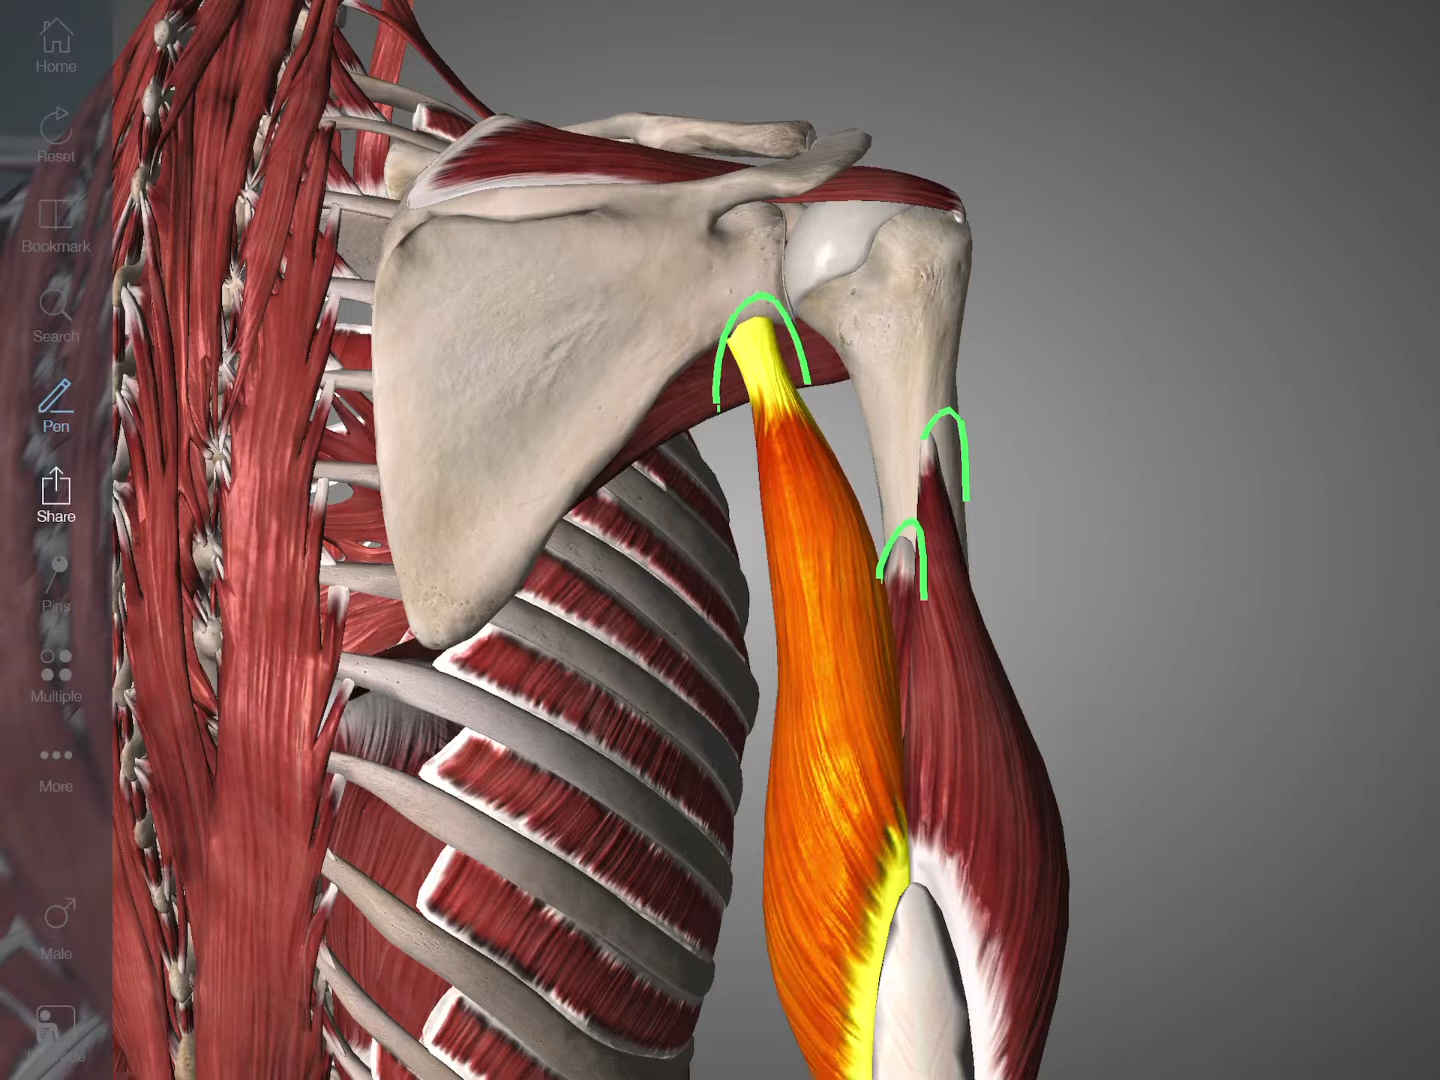 Home
Reset
Bookmark
Search
Pen
Share
Pins
Multiple
More
Male